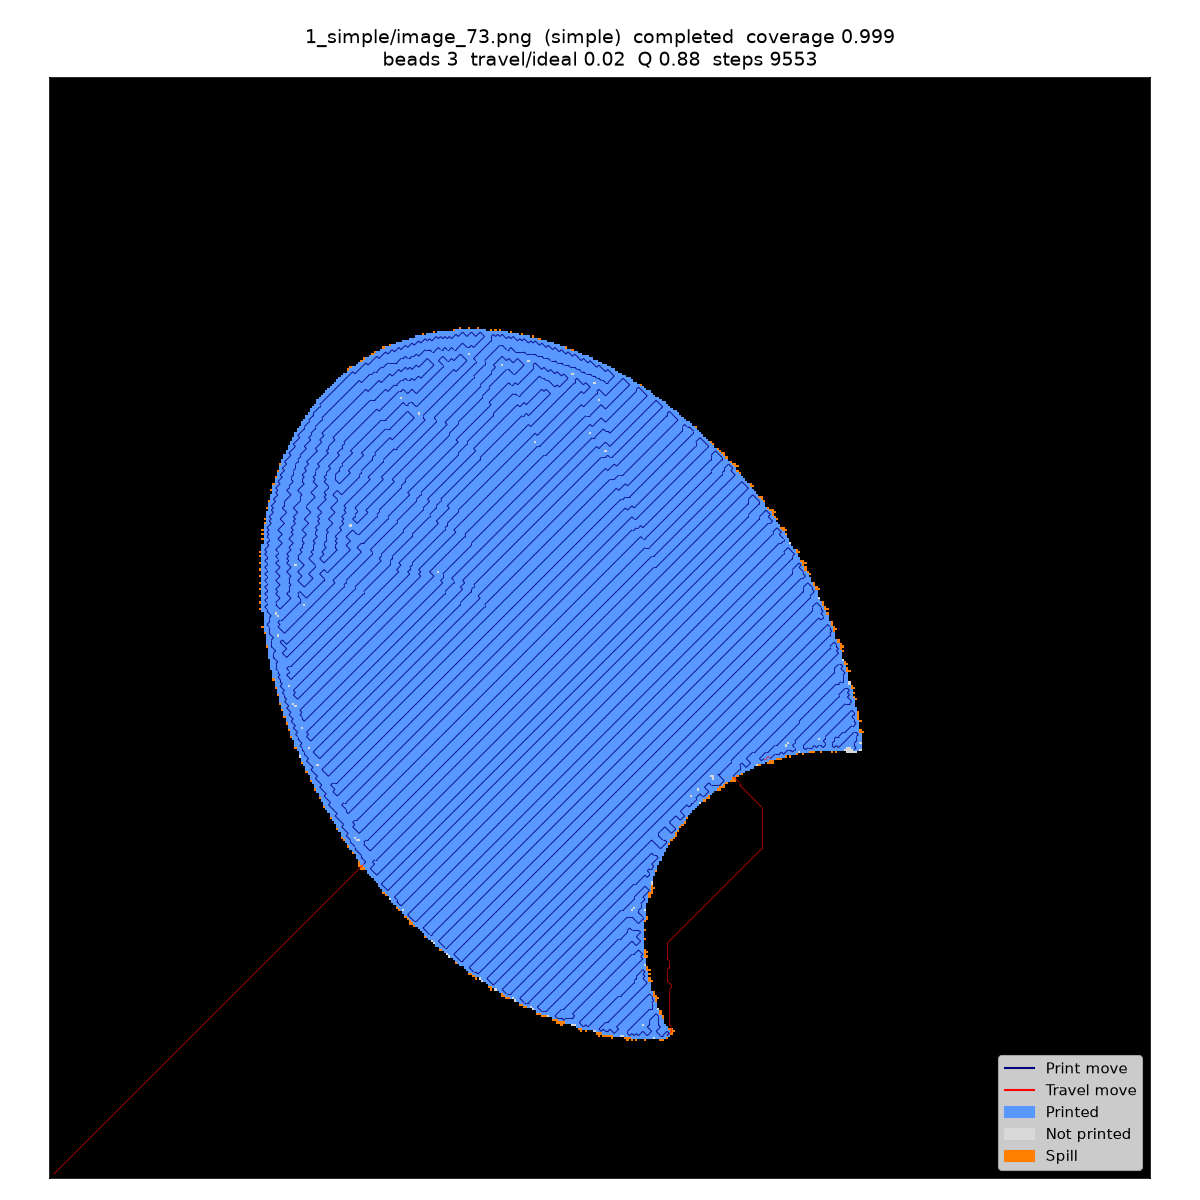 1_simple/image_73.png  (simple)  completed  coverage 0.999
beads 3  travel/ideal 0.02  Q 0.88  steps 9553
Print move
Travel move
Printed
Not printed
Spill